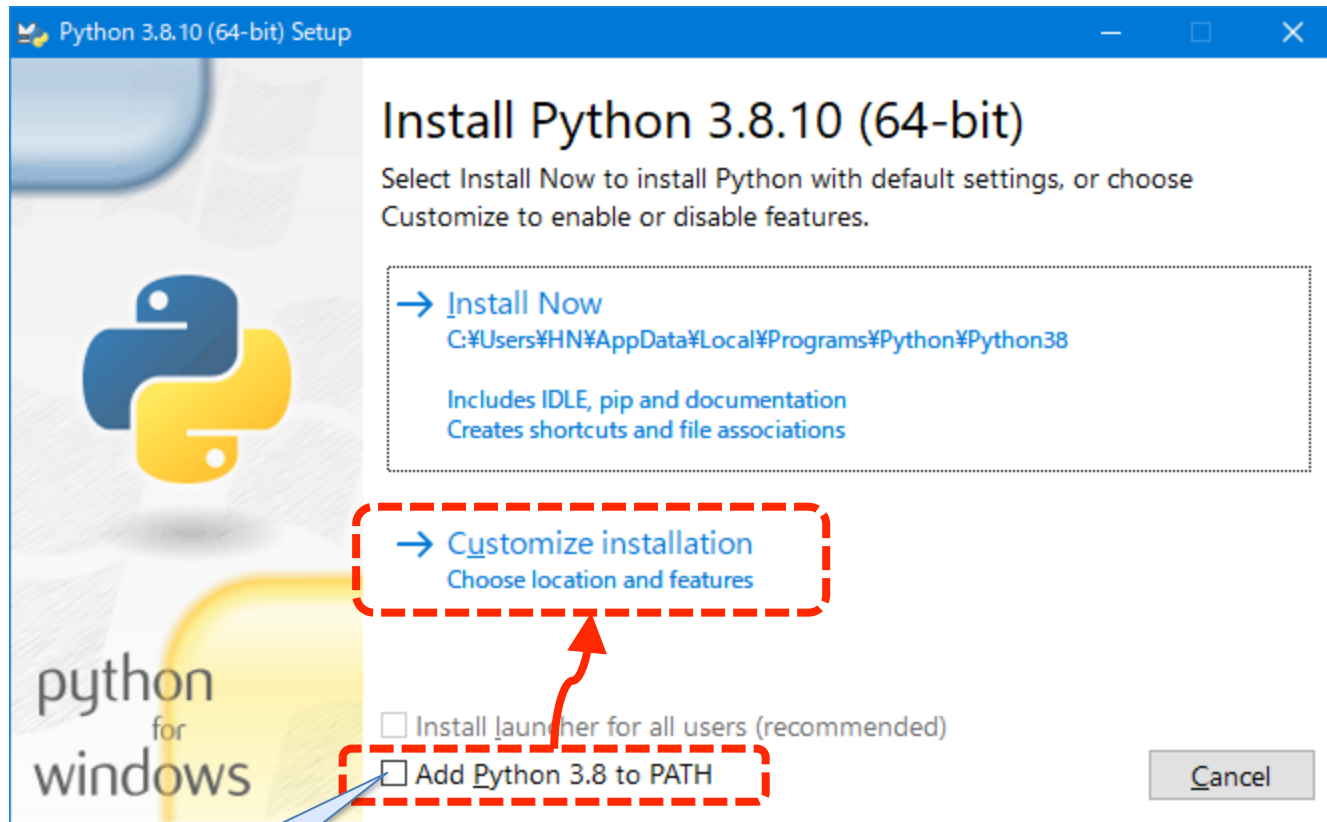 Python 3.8.10 (64-bit) Setup
Install Python 3.8.10 (64-bit)
Select Install Now to install Python with default settings, or choose
Customize to enable or disable features.
Install Now
C:¥Users¥HN¥AppData¥Local¥Programs¥Python¥Python38
Includes IDLE, pip and documentation
Creates shortcuts and file associations
Customize installation
Choose location and features
python
for
windows
Install launcher for all users (recommended)
Add Python 3.8 to PATH
Cancel